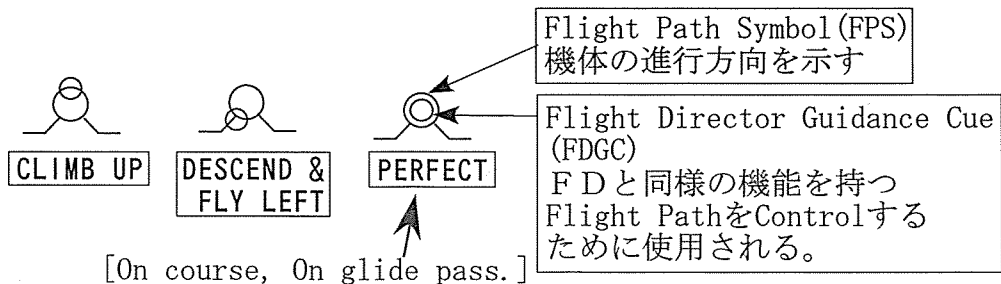 Flight Path Symbol(FPS)
機体の進行方向を示す
Flight Director Guidance Cue
(FDGC)
ＦＤと同様の機能を持つ
Flight PathをControlする
ために使用される。
CLIMB UP
DESCEND &
FLY LEFT
PERFECT
[On course, On glide pass.]